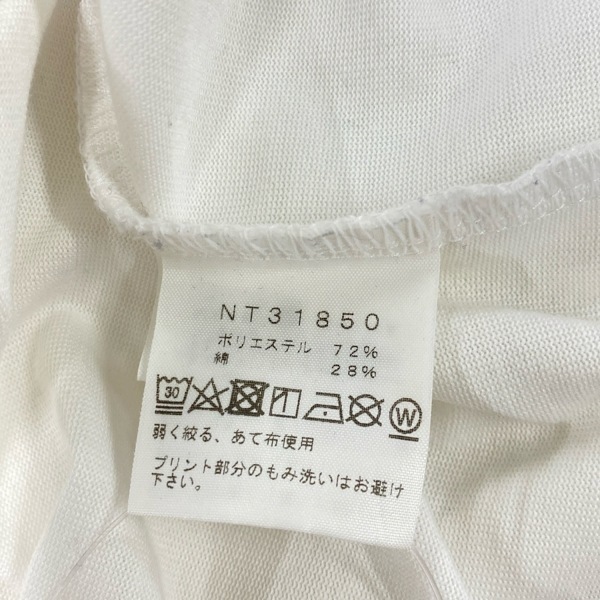 NT31850
ポリエステル 72%
綿 28%
30 W
弱く絞る、あて布使用
プリント部分のもみ洗いはお避け
下さい。